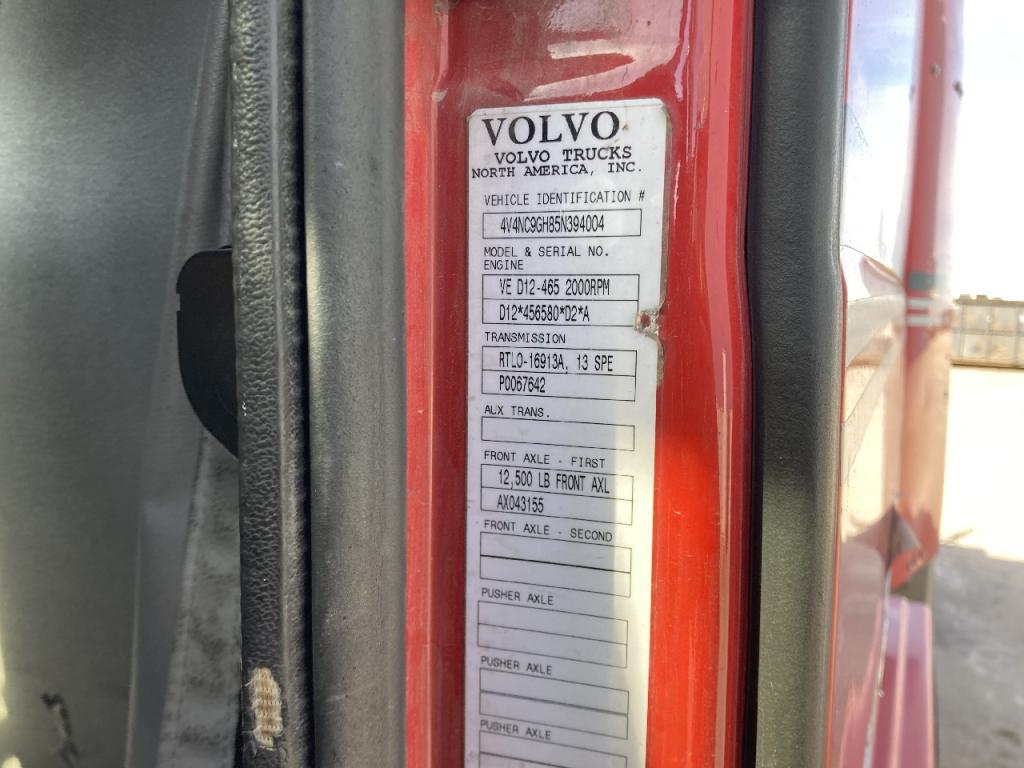 VOLVO
VOLVO TRUCKS
NORTH AMERICA, INC.
VEHICLE IDENTIFICATION #
4V4NC9GH85N394004
MODEL & SERIAL NO.
ENGINE
VE D12-465 2000RPM
D12*456580*D2*A
TRANSMISSION
RTLO-16913A, 13 SPE
P0067642
AUX TRANS.
FRONT AXLE - FIRST
12,500 LB FRONT AXL
AX043155
FRONT AXLE - SECOND
PUSHER AXLE
PUSHER AXLE
PUSHER AXLE